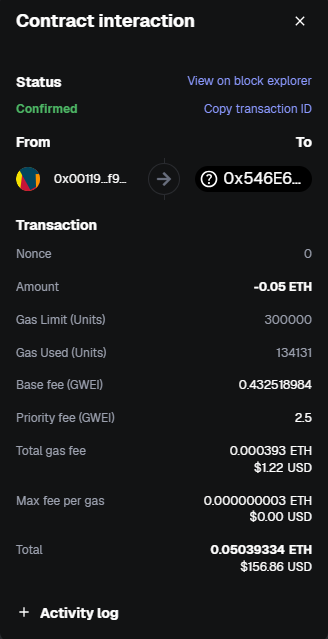 Contract interaction
Status View on block explorer
Confirmed Copy transaction ID
From To
0x00119...f9... 0x546E6...
Transaction
Nonce 0
Amount -0.05 ETH
Gas Limit (Units) 300000
Gas Used (Units) 134131
Base fee (GWEI) 0.432518984
Priority fee (GWEI) 2.5
Total gas fee 0.000393 ETH
$1.22 USD
Max fee per gas 0.000000003 ETH
$0.00 USD
Total 0.05039334 ETH
$156.86 USD
+ Activity log